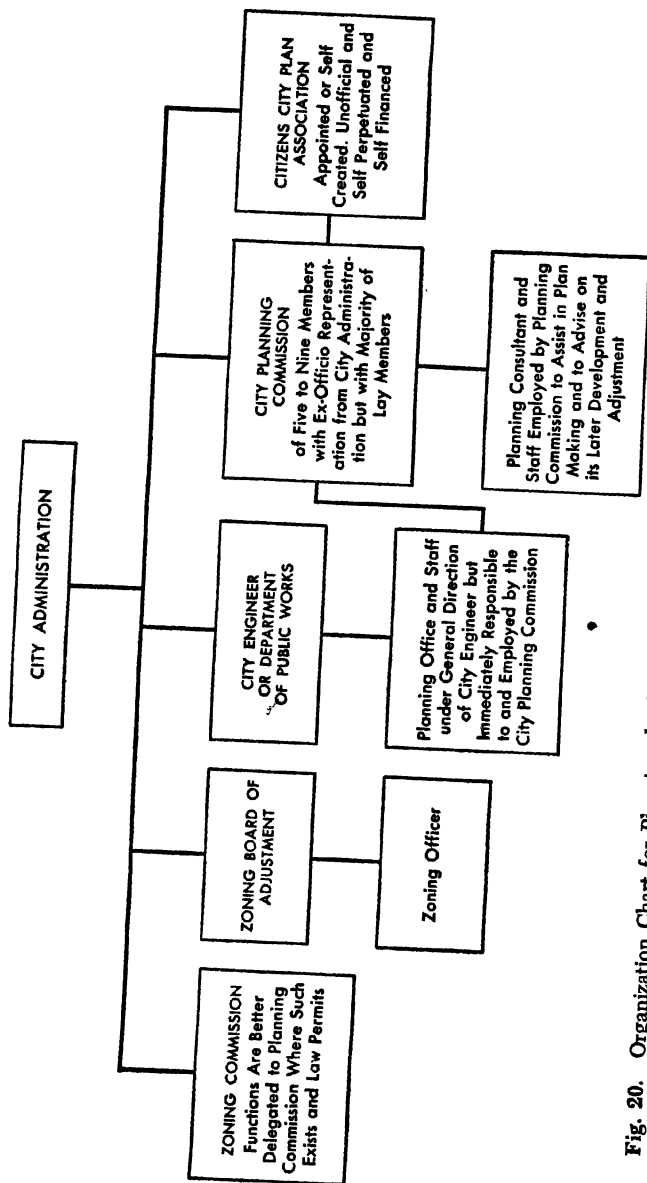 CITY ADMINISTRATION
ZONING COMMISSION
Functions Are Better
Delegated to Planning
Commission Where Such
Exists and Law Permits
ZONING BOARD OF
ADJUSTMENT
Zoning Officer
CITY ENGINEER
OR DEPARTMENT
OF PUBLIC WORKS
Planning Office and Staff
under General Direction
of City Engineer but
Immediately Responsible
to and Employed by the
City Planning Commission
CITY PLANNING
COMMISSION
of Five to Nine Members
with Ex-Officio Represent-
ation from City Administra-
tion but with Majority of
Lay Members
Planning Consultant and
Staff Employed by Planning
Commission to Assist in Plan
Making and to Advise on
its Later Development and
Adjustment
CITIZENS CITY PLAN
ASSOCIATION
Appointed or Self
Created. Unofficial and
Self Perpetuated and
Self Financed
Fig. 20. Organization Chart for